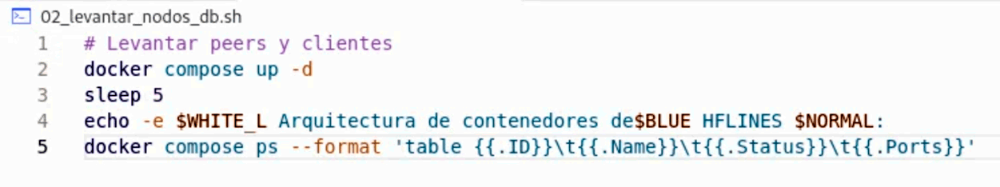 02_levantar_nodos_db.sh
1 # Levantar peers y clientes
2 docker compose up -d
3 sleep 5
4 echo -e $WHITE_L Arquitectura de contenedores de$BLUE HFLINES $NORMAL:
5 docker compose ps --format 'table {{.ID}}\t{{.Name}}\t{{.Status}}\t{{.Ports}}'